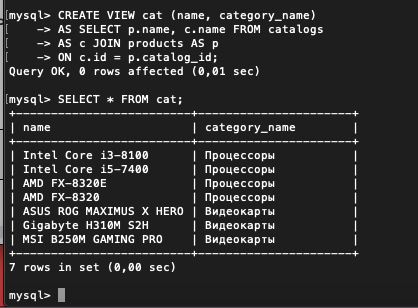 mysql> CREATE VIEW cat (name, category_name)
    -> AS SELECT p.name, c.name FROM catalogs
    -> AS c JOIN products AS p
    -> ON c.id = p.catalog_id;
Query OK, 0 rows affected (0,01 sec)

mysql> SELECT * FROM cat;
+-------------------------+---------------------+
| name                    | category_name       |
+-------------------------+---------------------+
| Intel Core i3-8100      | Процессоры          |
| Intel Core i5-7400      | Процессоры          |
| AMD FX-8320E            | Процессоры          |
| AMD FX-8320             | Процессоры          |
| ASUS ROG MAXIMUS X HERO | Видеокарты          |
| Gigabyte H310M S2H      | Видеокарты          |
| MSI B250M GAMING PRO    | Видеокарты          |
+-------------------------+---------------------+
7 rows in set (0,00 sec)

mysql>